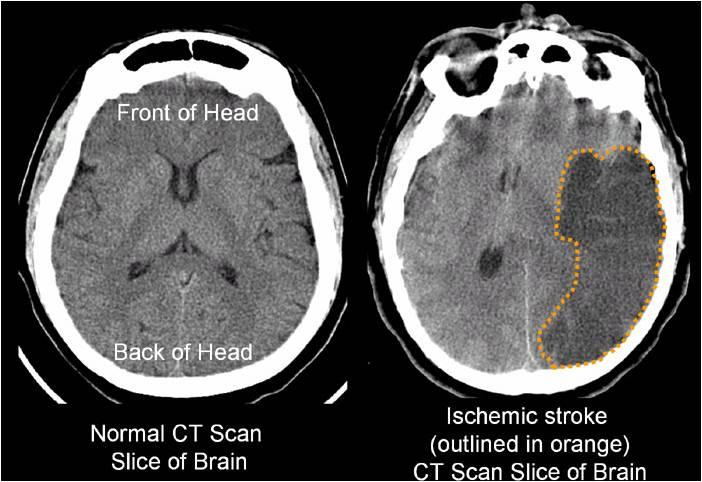 Front of Head
Back of Head
Normal CT Scan
Slice of Brain
Ischemic stroke
(outlined in orange)
CT Scan Slice of Brain